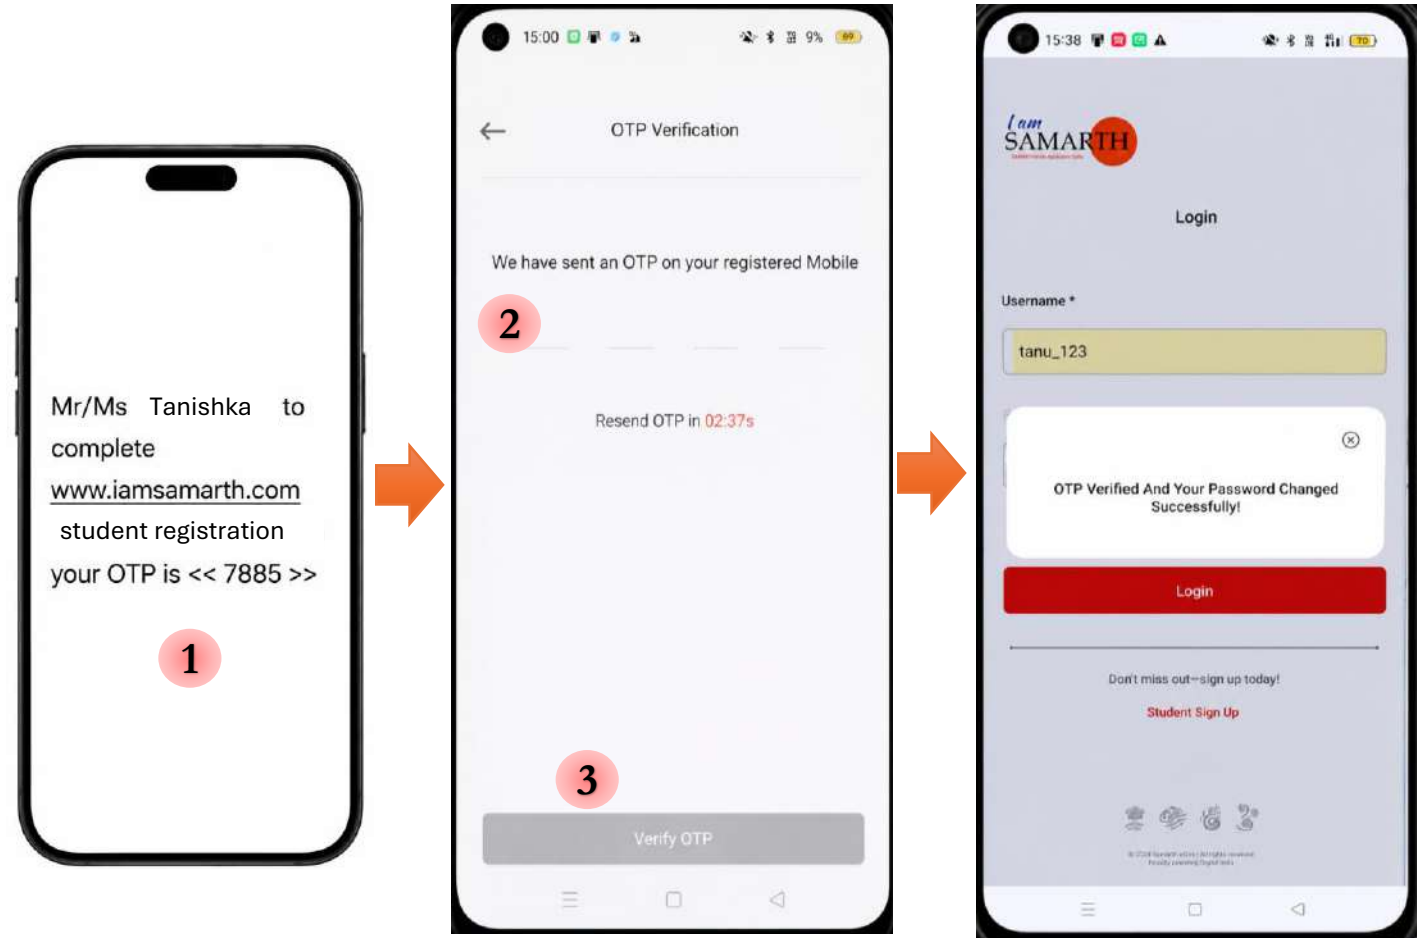 Mr/Ms Tanishka to
complete
www.iamsamarth.com
student registration
your OTP is << 7885 >>
1
15:00
9%
OTP Verification
We have sent an OTP on your registered Mobile
2
Resend OTP in 02:37s
3
Verify OTP
15:38
70
I am
SAMARTH
Login
Username *
tanu_123
OTP Verified And Your Password Changed
Successfully!
Login
Don't miss out—sign up today!
Student Sign Up